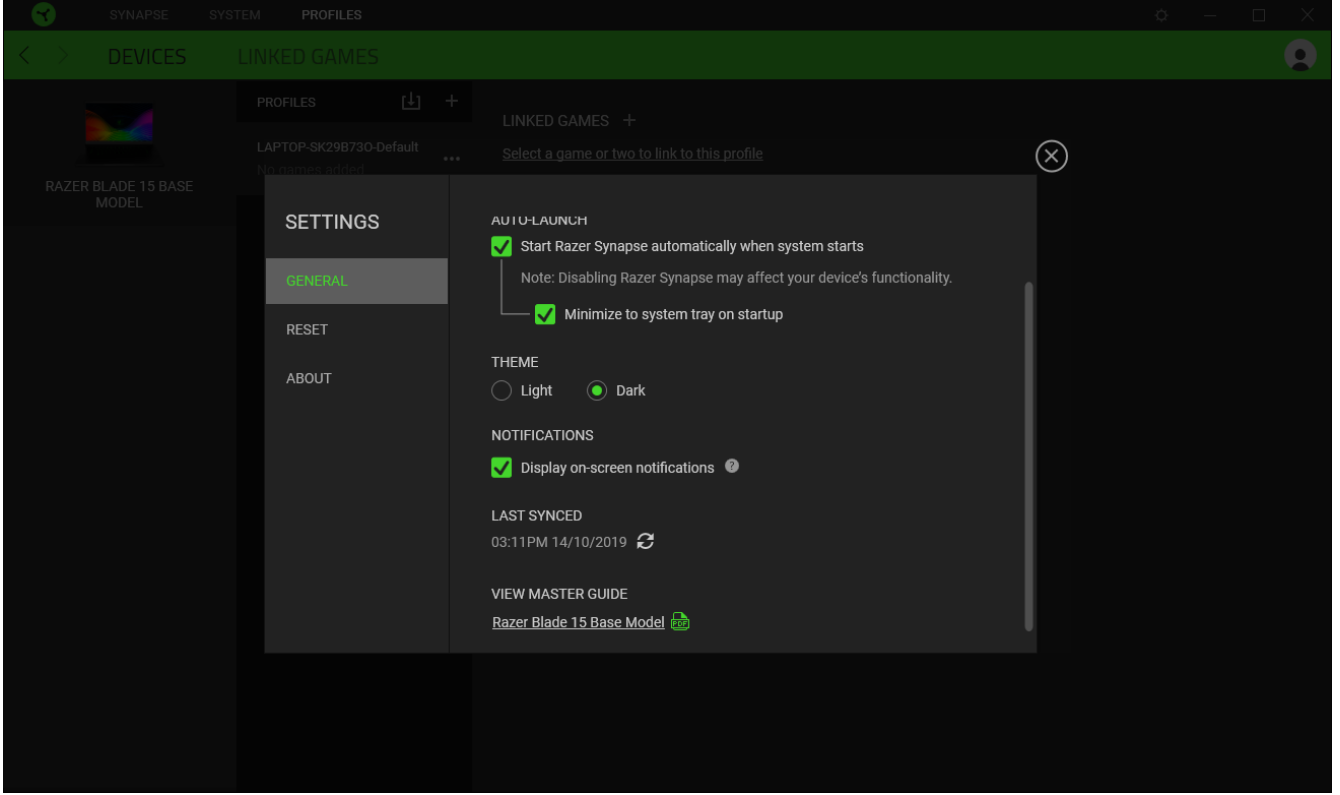 SYNAPSE SYSTEM PROFILES
DEVICES LINKED GAMES
RAZER BLADE 15 BASE
MODEL
PROFILES
LAPTOP-SK29B73O-Default
No games added
LINKED GAMES
Select a game or two to link to this profile
SETTINGS
GENERAL
RESET
ABOUT
AUTO-LAUNCH
Start Razer Synapse automatically when system starts
Note: Disabling Razer Synapse may affect your device's functionality.
Minimize to system tray on startup
THEME
Light Dark
NOTIFICATIONS
Display on-screen notifications
LAST SYNCED
03:11PM 14/10/2019
VIEW MASTER GUIDE
Razer Blade 15 Base Model PDF